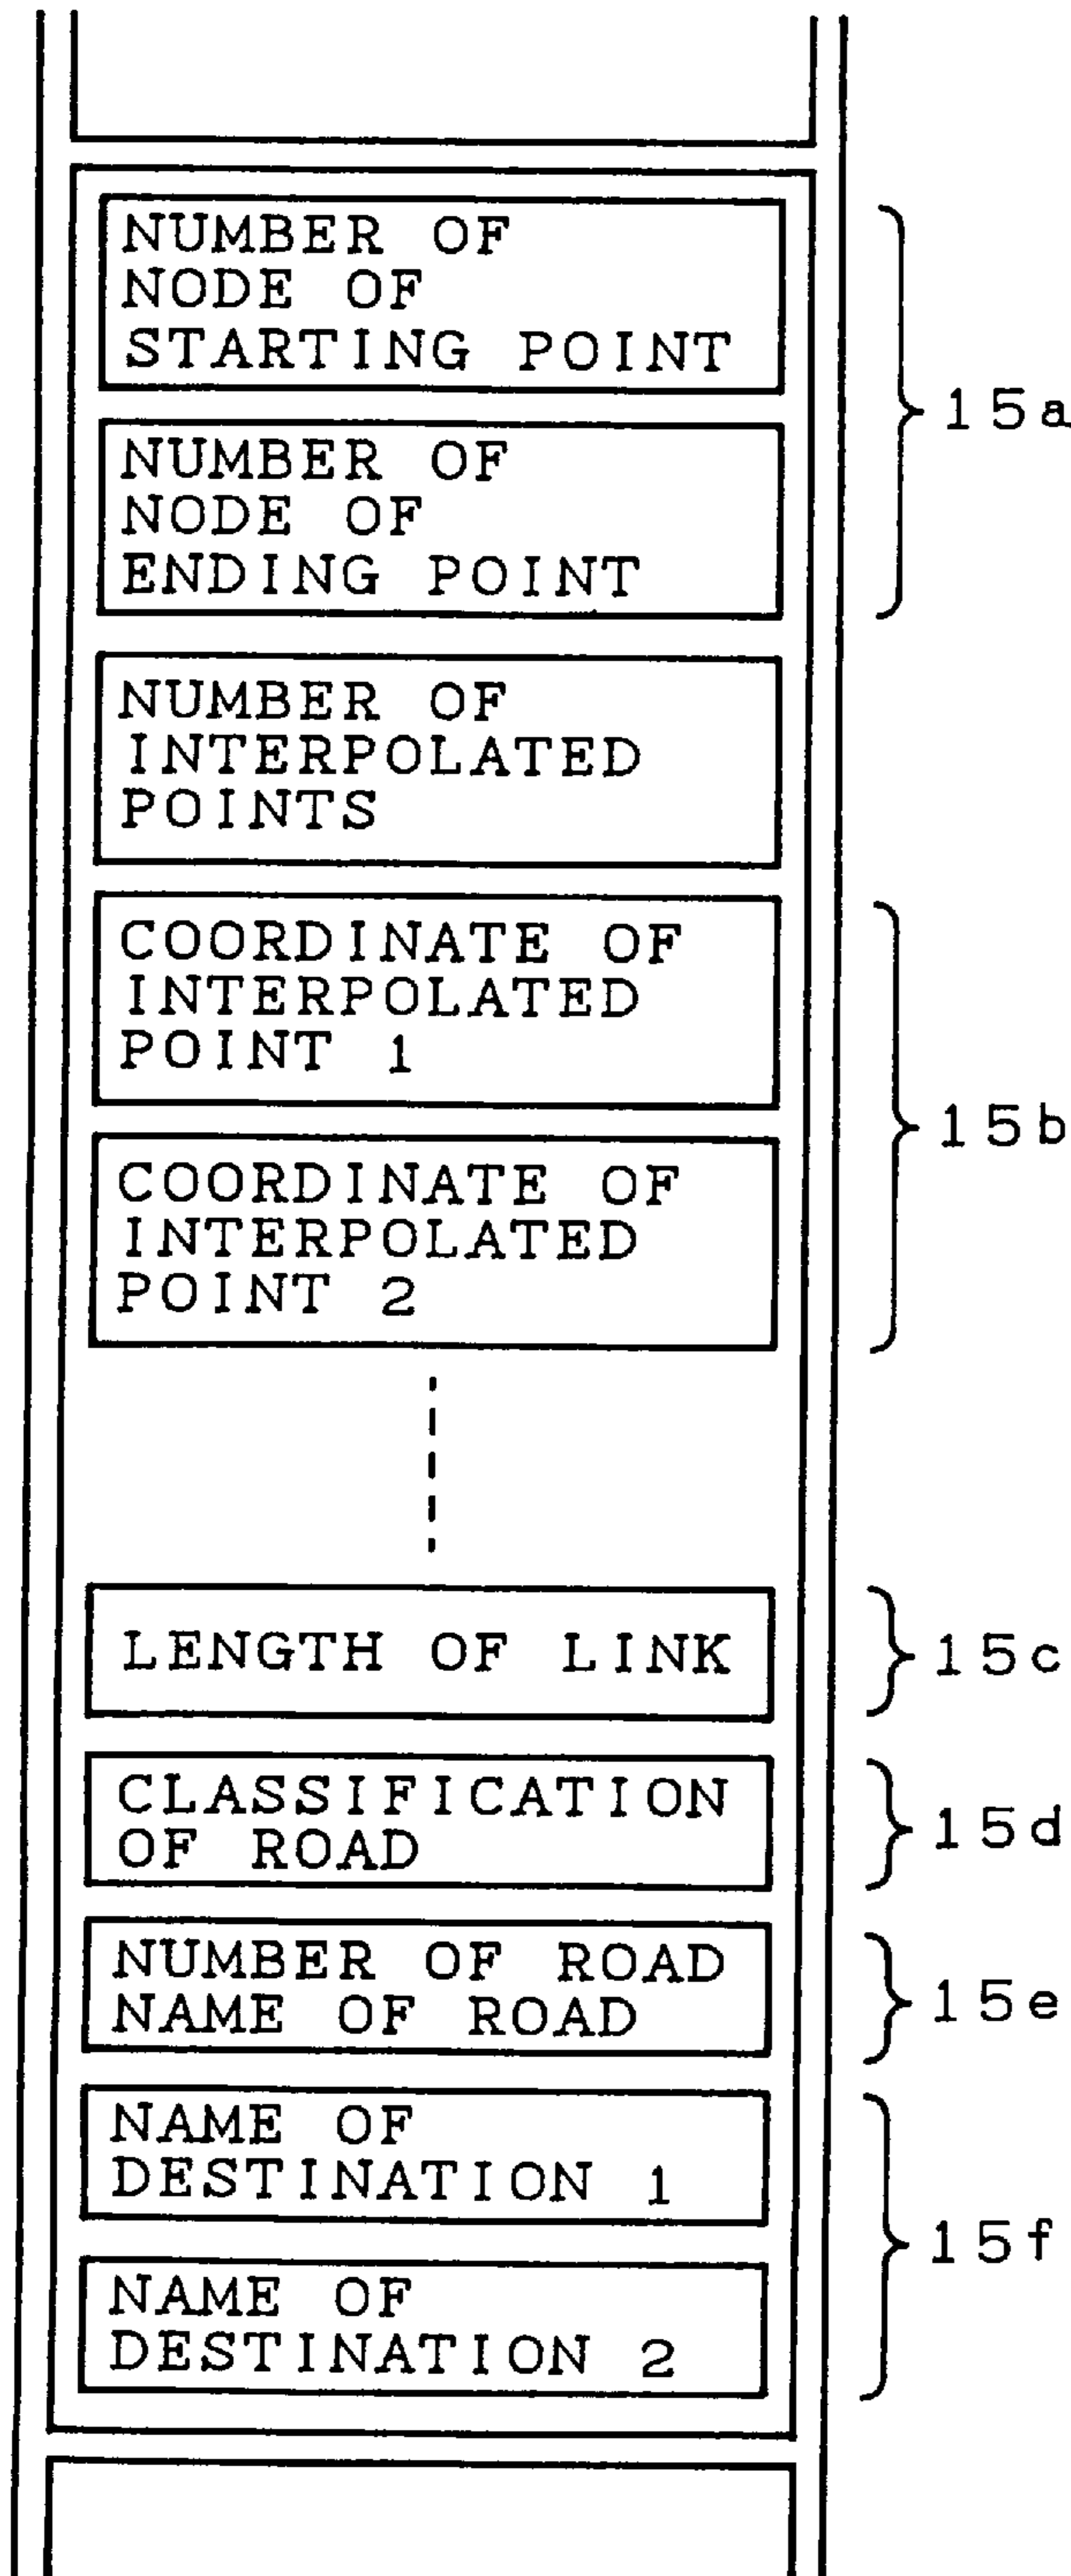 NUMBER OF
NODE OF
STARTING POINT
15a
NUMBER OF
NODE OF
ENDING POINT
NUMBER OF
INTERPOLATED
POINTS
COORDINATE OF
INTERPOLATED
POINT 1
15b
COORDINATE OF
INTERPOLATED
POINT 2
LENGTH OF LINK
15c
CLASSIFICATION
OF ROAD
15d
NUMBER OF ROAD
NAME OF ROAD
15e
NAME OF
DESTINATION 1
15f
NAME OF
DESTINATION 2